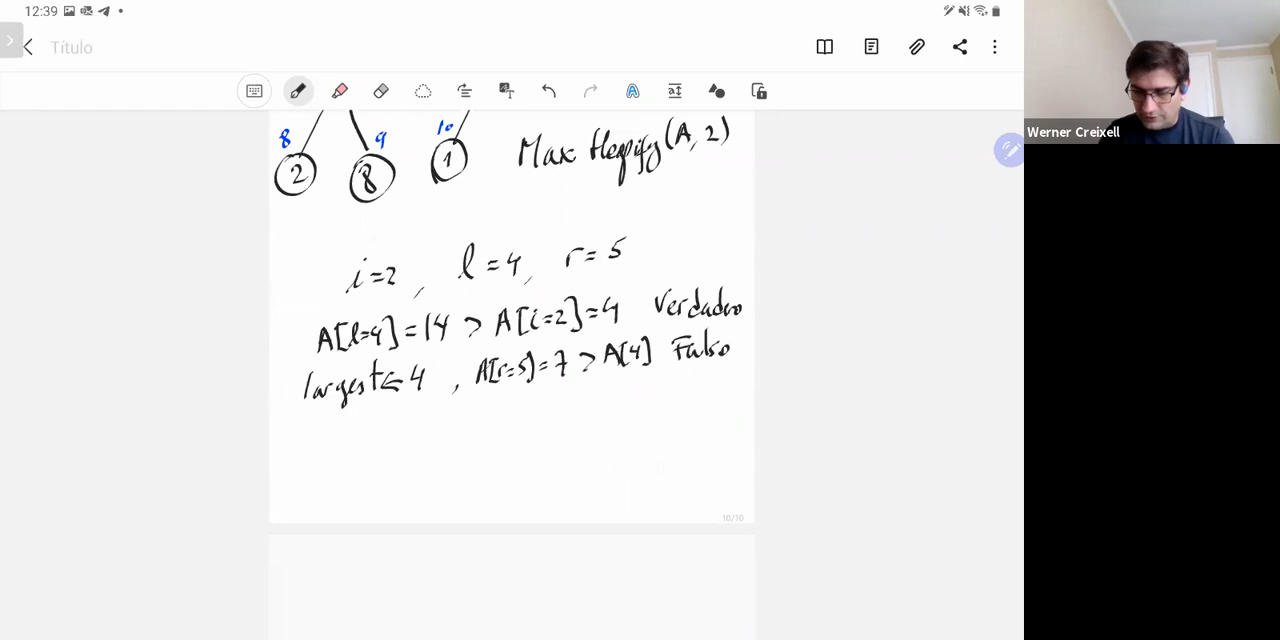 12:39
Título
Werner Creixell
8 9 10
2 8 1
Max Heapify(A, 2)
i=2, l=4, r=5
A[l=4]=14 > A[i=2]=4 Verdadero
largest ← 4, A[r=5]=7 > A[4] Falso
10/10